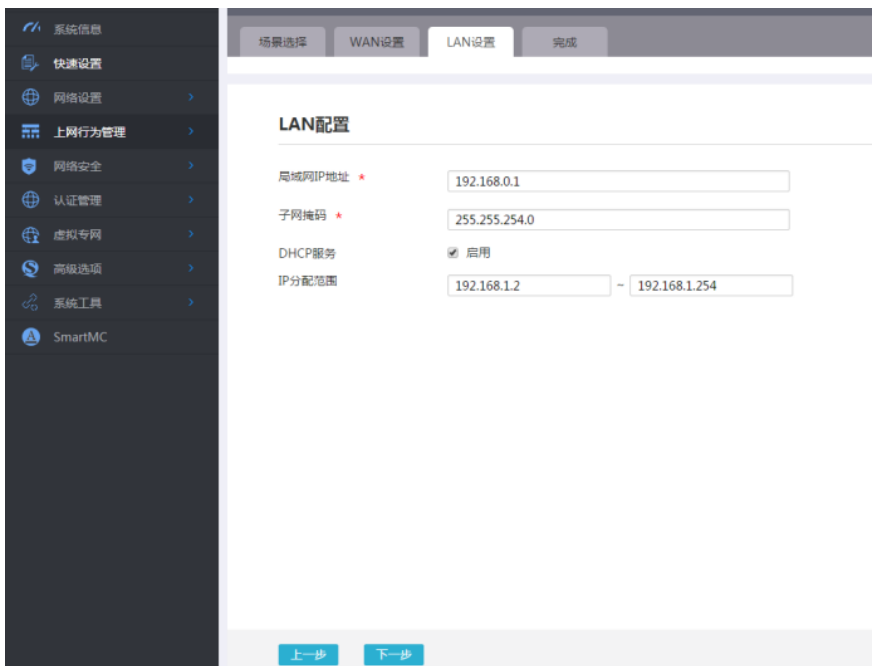 系统信息
快速设置
网络设置
上网行为管理
网络安全
认证管理
虚拟专网
高级选项
系统工具
SmartMC
场景选择 WAN设置 LAN设置 完成
LAN配置
局域网IP地址 * 192.168.0.1
子网掩码 * 255.255.254.0
DHCP服务 启用
IP分配范围 192.168.1.2 ~ 192.168.1.254
上一步 下一步